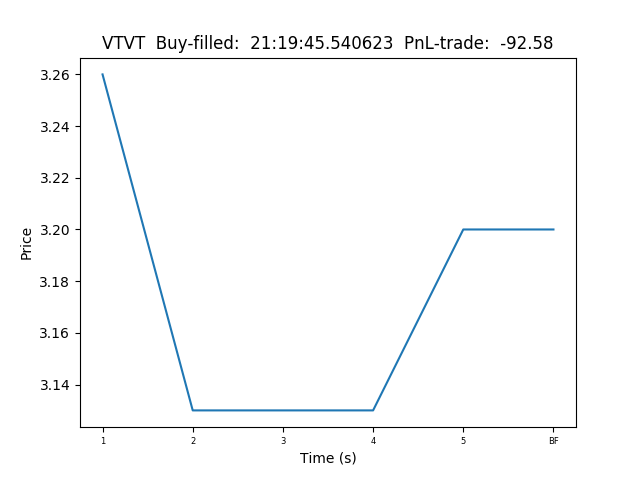 VTVT  Buy-filled:  21:19:45.540623  PnL-trade:  -92.58
3.26
3.24
3.22
3.20
3.18
3.16
3.14
Price
1 2 3 4 5 BF
Time (s)